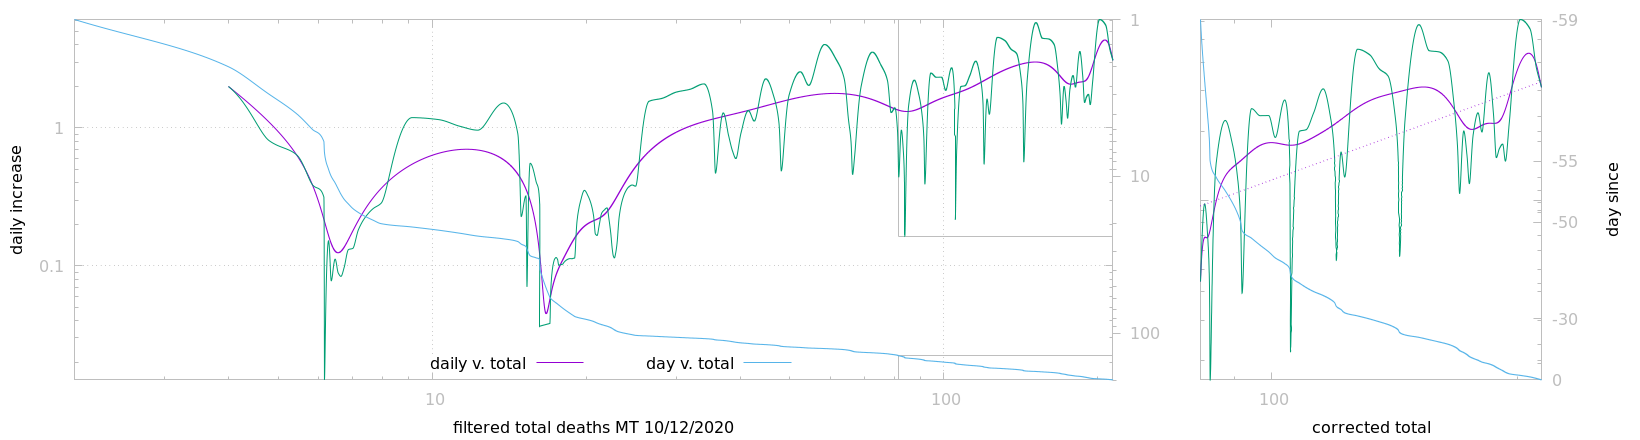 1
-59
1
daily increase
-55
day since
10
-50
0.1
-30
100
daily v. total
day v. total
0
10
100
100
filtered total deaths MT 10/12/2020
corrected total